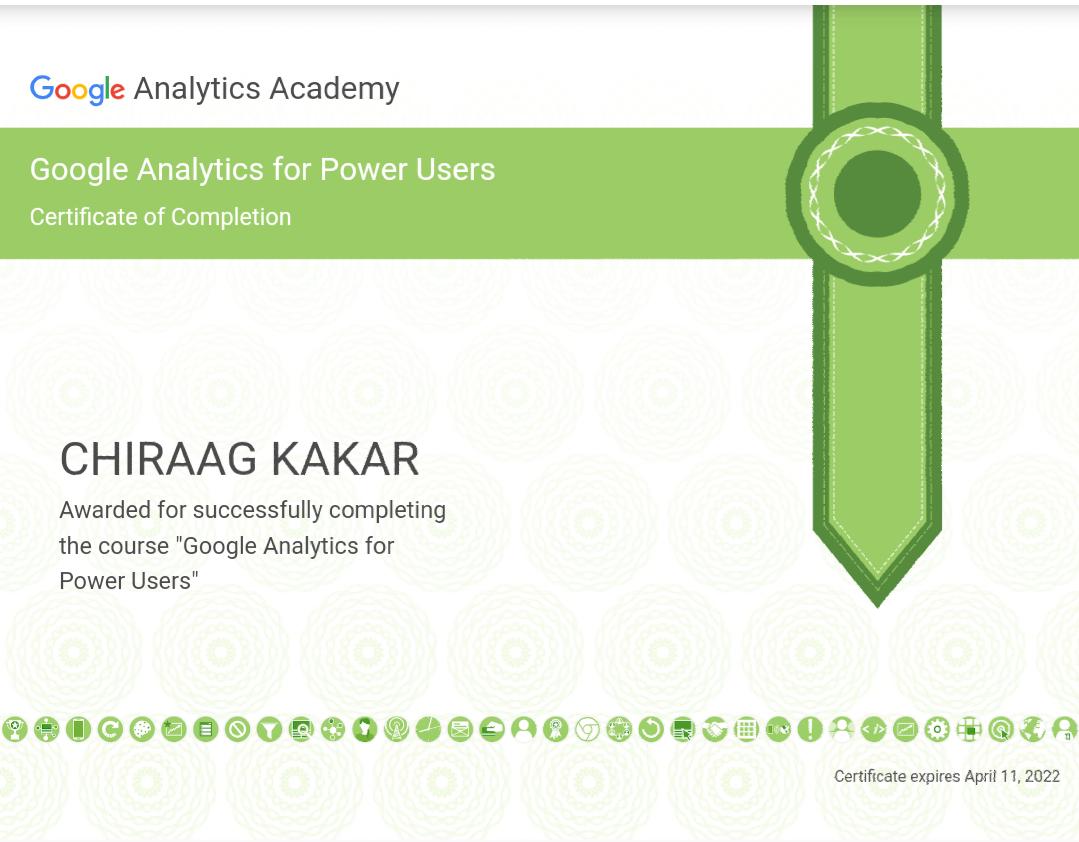 Google Analytics Academy
Google Analytics for Power Users
Certificate of Completion
CHIRAAG KAKAR
Awarded for successfully completing
the course "Google Analytics for
Power Users"
Certificate expires April 11, 2022